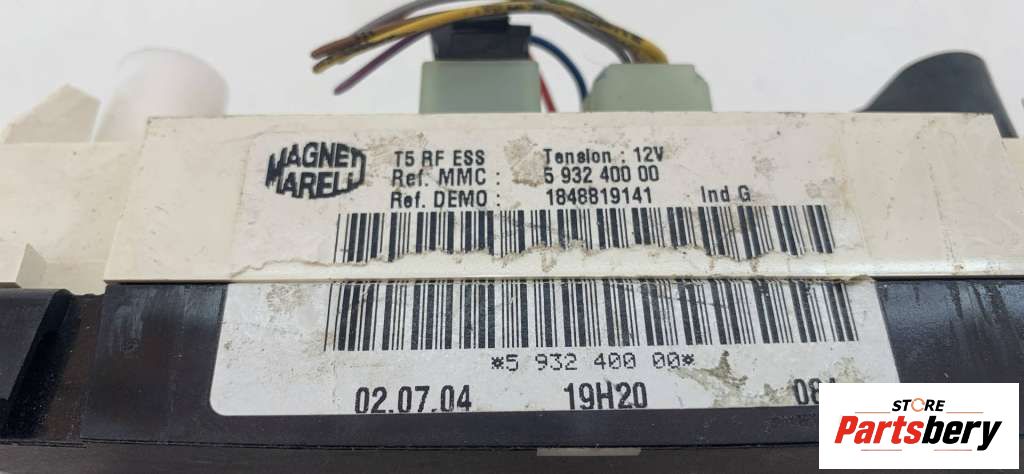 MAGNETI
MARELLI
T5 RF ESS Tension : 12V
Ref. MMC : 5 932 400 00
Ref. DEMO : 1848819141 Ind G
*5 932 400 00*
02.07.04 19H20
STORE
Partsbery